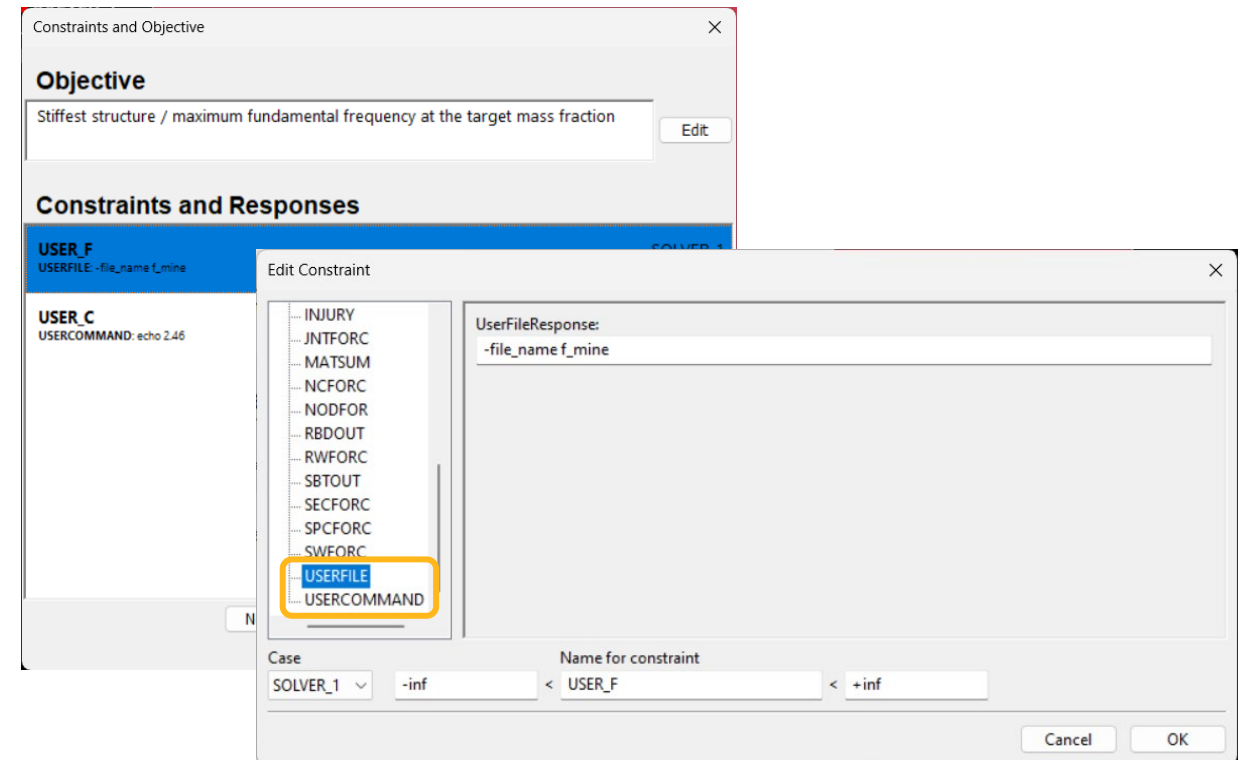 Constraints and Objective
Objective
Stiffest structure / maximum fundamental frequency at the target mass fraction
Edit
Constraints and Responses
USER_F
SOLVER_1
USERFILE: -file_name f_mine
USER_C
USERCOMMAND: echo 2.46
N
Edit Constraint
INJURY
JNTFORC
MATSUM
NCFORC
NODFOR
RBDOUT
RWFORC
SBTOUT
SECFORC
SPCFORC
SWFORC
USERFILE
USERCOMMAND
UserFileResponse:
-file_name f_mine
Case
Name for constraint
SOLVER_1
-inf
<
USER_F
<
+inf
Cancel
OK